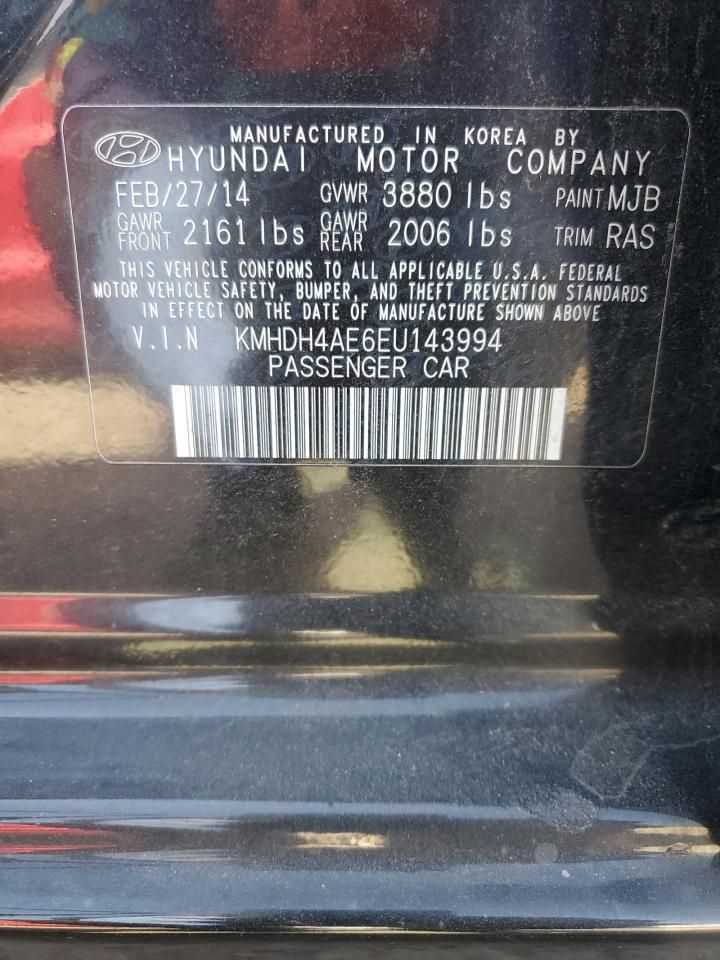 MANUFACTURED IN KOREA BY
HYUNDAI MOTOR COMPANY
FEB/27/14 GVWR 3880 lbs PAINT MJB
GAWR FRONT 2161 lbs GAWR REAR 2006 lbs TRIM RAS
THIS VEHICLE CONFORMS TO ALL APPLICABLE U.S.A. FEDERAL
MOTOR VEHICLE SAFETY, BUMPER, AND THEFT PREVENTION STANDARDS
IN EFFECT ON THE DATE OF MANUFACTURE SHOWN ABOVE
V.I.N KMHDH4AE6EU143994
PASSENGER CAR